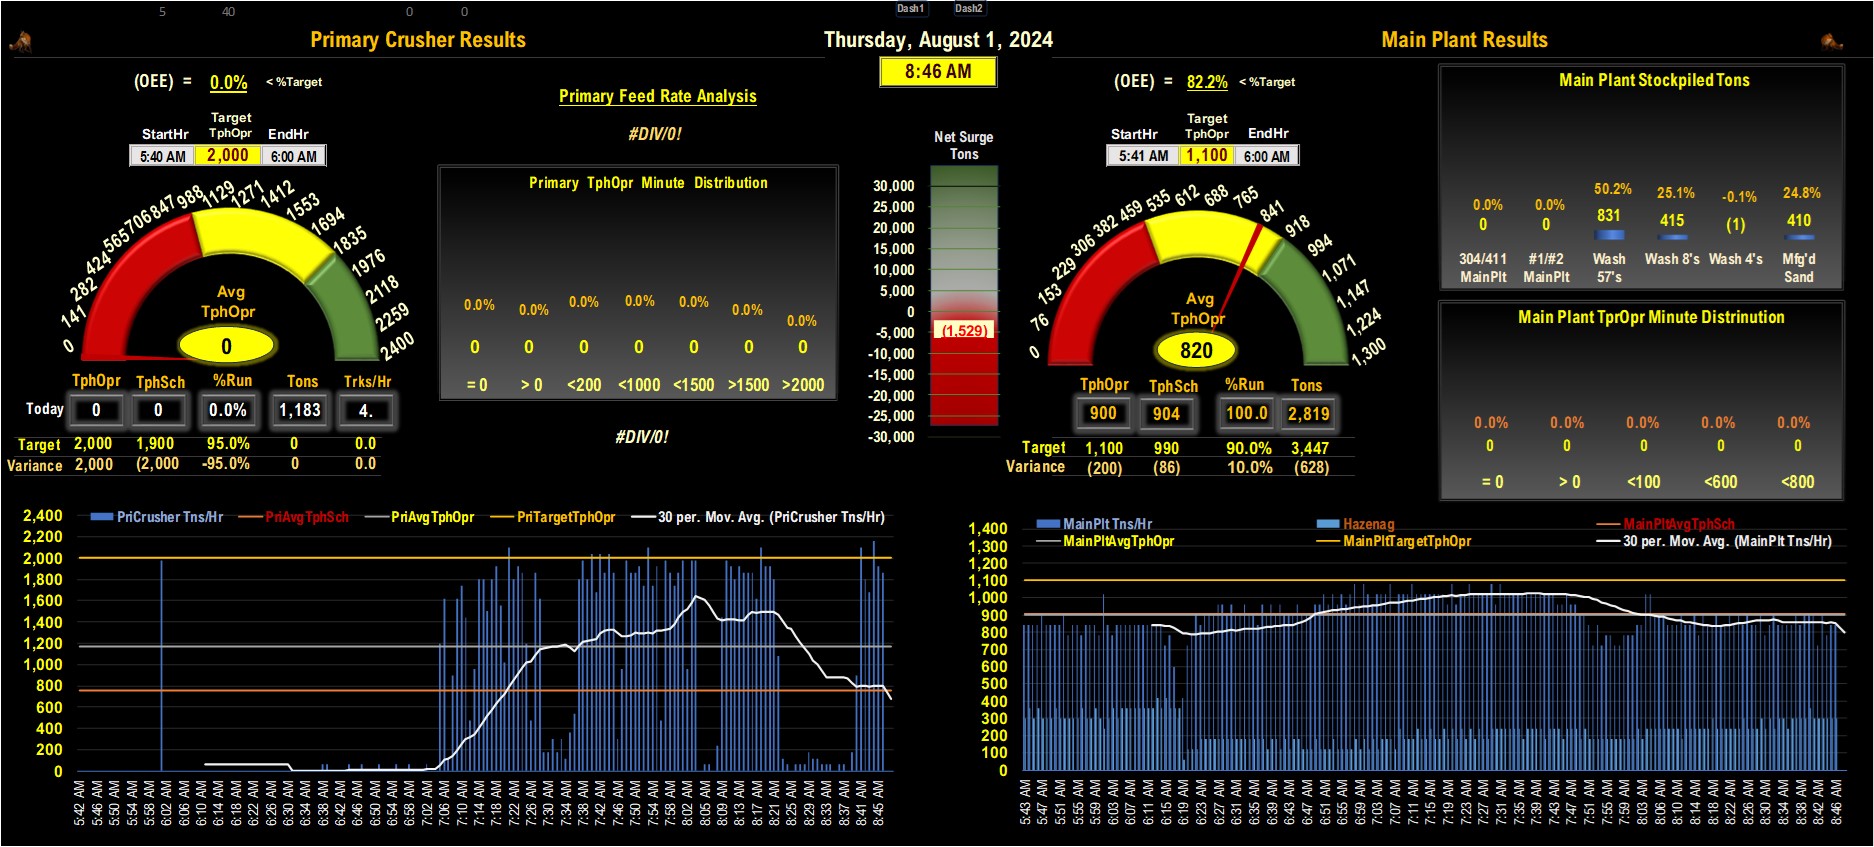 5 40 0 0 Dash1 Dash2
Primary Crusher Results
Thursday, August 1, 2024
Main Plant Results
8:46 AM
(OEE) = 0.0% < %Target
Primary Feed Rate Analysis
#DIV/0!
Target
StartHr TphOpr EndHr
5:40 AM 2,000 6:00 AM
0 141 282 424 565 706 847 988 1129 1271 1412 1553 1694 1835 1976 2118 2259 2400
Avg
TphOpr
0
Primary TphOpr Minute Distribution
0.0% 0.0% 0.0% 0.0% 0.0% 0.0% 0.0%
0 0 0 0 0 0 0
= 0 > 0 <200 <1000 <1500 >1500 >2000
#DIV/0!
TphOpr TphSch %Run Tons Trks/Hr
Today 0 0 0.0% 1,183 4.
Target 2,000 1,900 95.0% 0 0.0
Variance 2,000 (2,000 -95.0% 0 0.0
Net Surge
Tons
30,000
25,000
20,000
15,000
10,000
5,000
0
-5,000
-10,000
-15,000
-20,000
-25,000
-30,000
(1,529)
(OEE) = 82.2% < %Target
Target
StartHr TphOpr EndHr
5:41 AM 1,100 6:00 AM
0 76 153 229 306 382 459 535 612 688 765 841 918 994 1,071 1,147 1,224 1,300
Avg
TphOpr
820
TphOpr TphSch %Run Tons
900 904 100.0 2,819
Target 1,100 990 90.0% 3,447
Variance (200) (86) 10.0% (628)
Main Plant Stockpiled Tons
0.0% 0.0% 50.2% 25.1% -0.1% 24.8%
0 0 831 415 (1) 410
304/411 #1/#2 Wash Wash 8's Wash 4's Mfg'd
MainPlt MainPlt 57's Sand
Main Plant TprOpr Minute Distrinution
0.0% 0.0% 0.0% 0.0% 0.0%
0 0 0 0 0
= 0 > 0 <100 <600 <800
PriCrusher Tns/Hr PriAvgTphSch PriAvgTphOpr PriTargetTphOpr 30 per. Mov. Avg. (PriCrusher Tns/Hr)
2,400
2,200
2,000
1,800
1,600
1,400
1,200
1,000
800
600
400
200
0
5:42 AM 5:46 AM 5:50 AM 5:54 AM 5:58 AM 6:02 AM 6:10 AM 6:14 AM 6:18 AM 6:22 AM 6:26 AM 6:30 AM 6:34 AM 6:38 AM 6:42 AM 6:46 AM 6:50 AM 6:54 AM 6:58 AM 7:02 AM 7:06 AM 7:10 AM 7:14 AM 7:18 AM 7:22 AM 7:26 AM 7:30 AM 7:34 AM 7:38 AM 7:42 AM 7:46 AM 7:50 AM 7:54 AM 7:58 AM 8:02 AM 8:05 AM 8:09 AM 8:13 AM 8:17 AM 8:21 AM 8:25 AM 8:29 AM 8:33 AM 8:37 AM 8:41 AM 8:45 AM
MainPlt Tns/Hr Hazenag MainPltAvgTphSch
MainPltAvgTphOpr MainPltTargetTphOpr 30 per. Mov. Avg. (MainPlt Tns/Hr)
1,400
1,300
1,200
1,100
1,000
900
800
700
600
500
400
300
200
100
0
5:43 AM 5:47 AM 5:51 AM 5:55 AM 5:59 AM 6:03 AM 6:07 AM 6:11 AM 6:15 AM 6:19 AM 6:23 AM 6:27 AM 6:31 AM 6:35 AM 6:39 AM 6:43 AM 6:47 AM 6:51 AM 6:55 AM 6:59 AM 7:03 AM 7:07 AM 7:11 AM 7:15 AM 7:19 AM 7:23 AM 7:27 AM 7:31 AM 7:35 AM 7:39 AM 7:43 AM 7:47 AM 7:51 AM 7:55 AM 7:59 AM 8:03 AM 8:06 AM 8:10 AM 8:14 AM 8:18 AM 8:22 AM 8:26 AM 8:30 AM 8:34 AM 8:38 AM 8:42 AM 8:46 AM